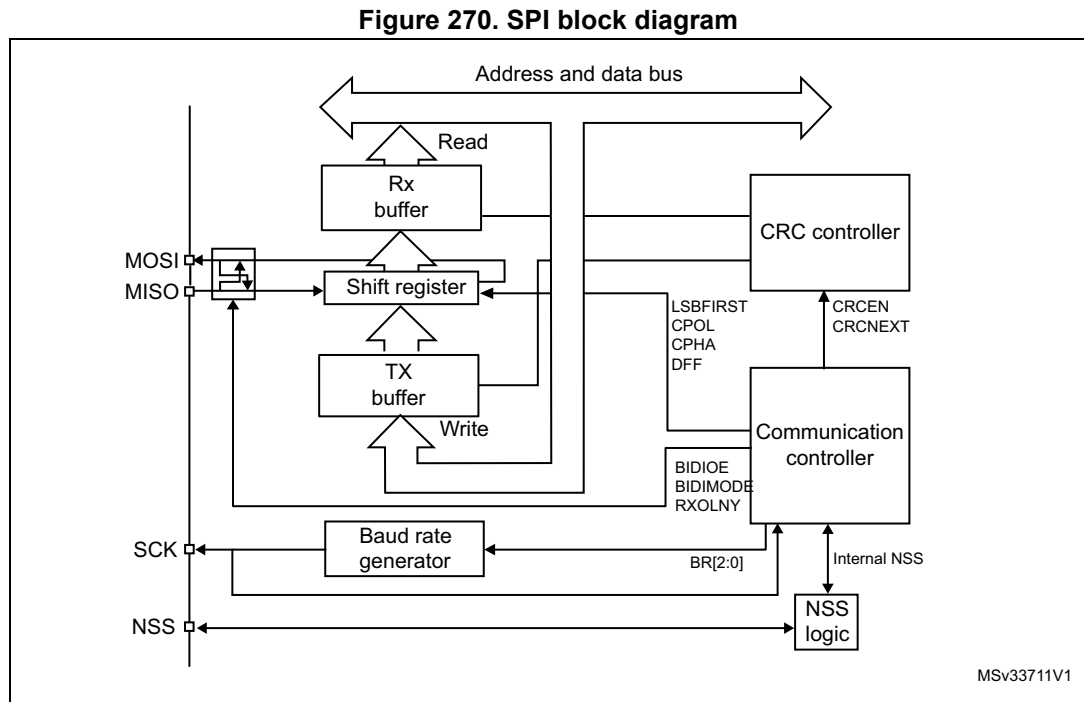 Figure 270. SPI block diagram
Address and data bus
Read
Rx
buffer
CRC controller
MOSI
MISO
Shift register
LSBFIRST
CPOL
CPHA
DFF
CRCEN
CRCNEXT
TX
buffer
Write
Communication
controller
BIDIOE
BIDIMODE
RXOLNY
SCK
Baud rate
generator
BR[2:0]
Internal NSS
NSS
NSS
logic
MSv33711V1